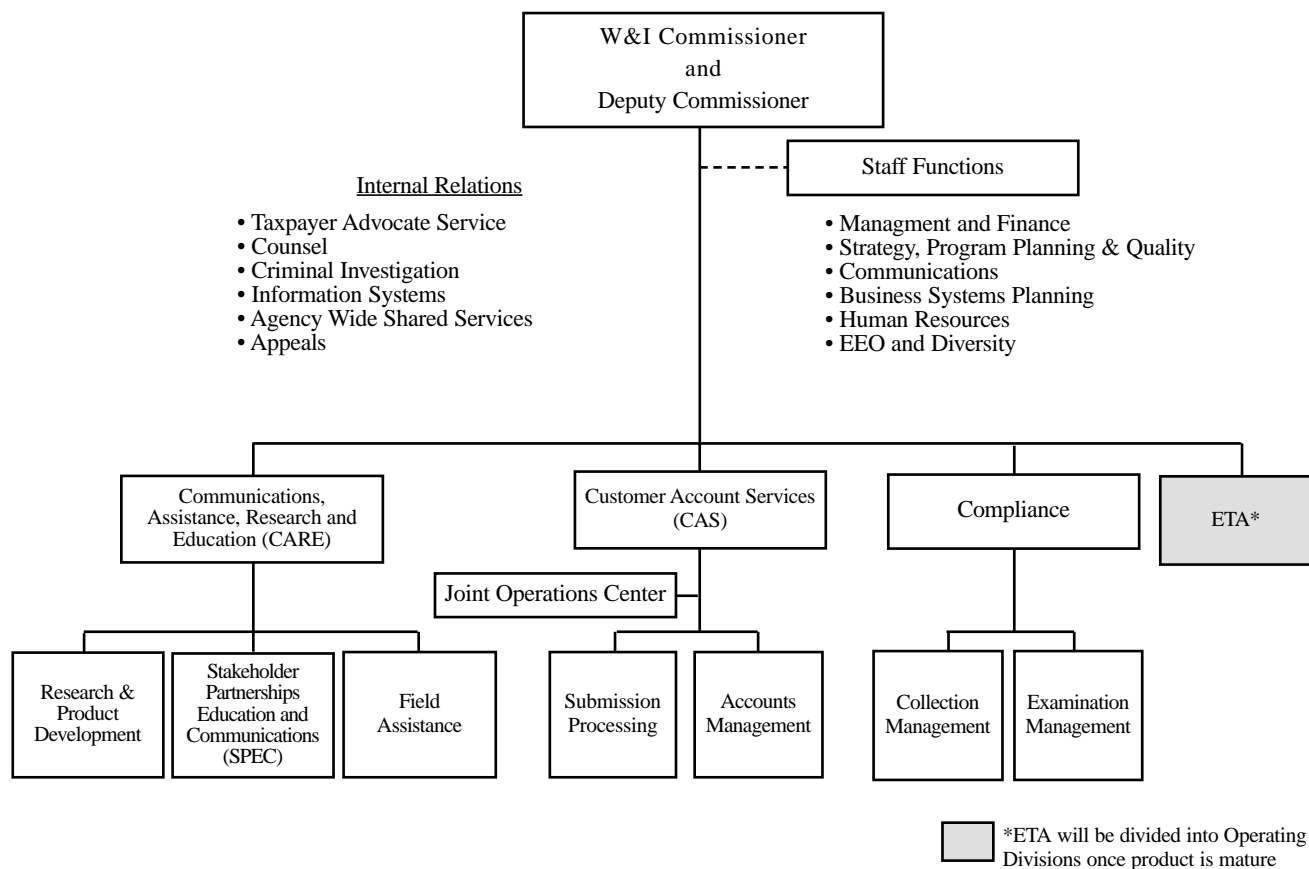 W&I Commissioner
and
Deputy Commissioner
Staff Functions
Internal Relations
• Taxpayer Advocate Service
• Counsel
• Criminal Investigation
• Information Systems
• Agency Wide Shared Services
• Appeals
• Managment and Finance
• Strategy, Program Planning & Quality
• Communications
• Business Systems Planning
• Human Resources
• EEO and Diversity
Communications,
Assistance, Research and
Education (CARE)
Customer Account Services
(CAS)
Compliance
ETA*
Joint Operations Center
Research &
Product
Development
Stakeholder
Partnerships
Education and
Communications
(SPEC)
Field
Assistance
Submission
Processing
Accounts
Management
Collection
Management
Examination
Management
*ETA will be divided into Operating
Divisions once product is mature